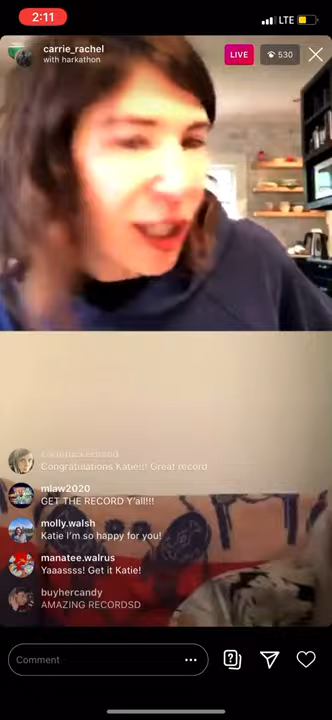 2:11
LTE
carrie_rachel
with harkathon
LIVE
530
Congratulations Katie!!! Great record
mlaw2020
GET THE RECORD Y'all!!!
molly.walsh
Katie I'm so happy for you!
manatee.walrus
Yaaassss! Get it Katie!
buyhercandy
AMAZING RECORDSD
Comment